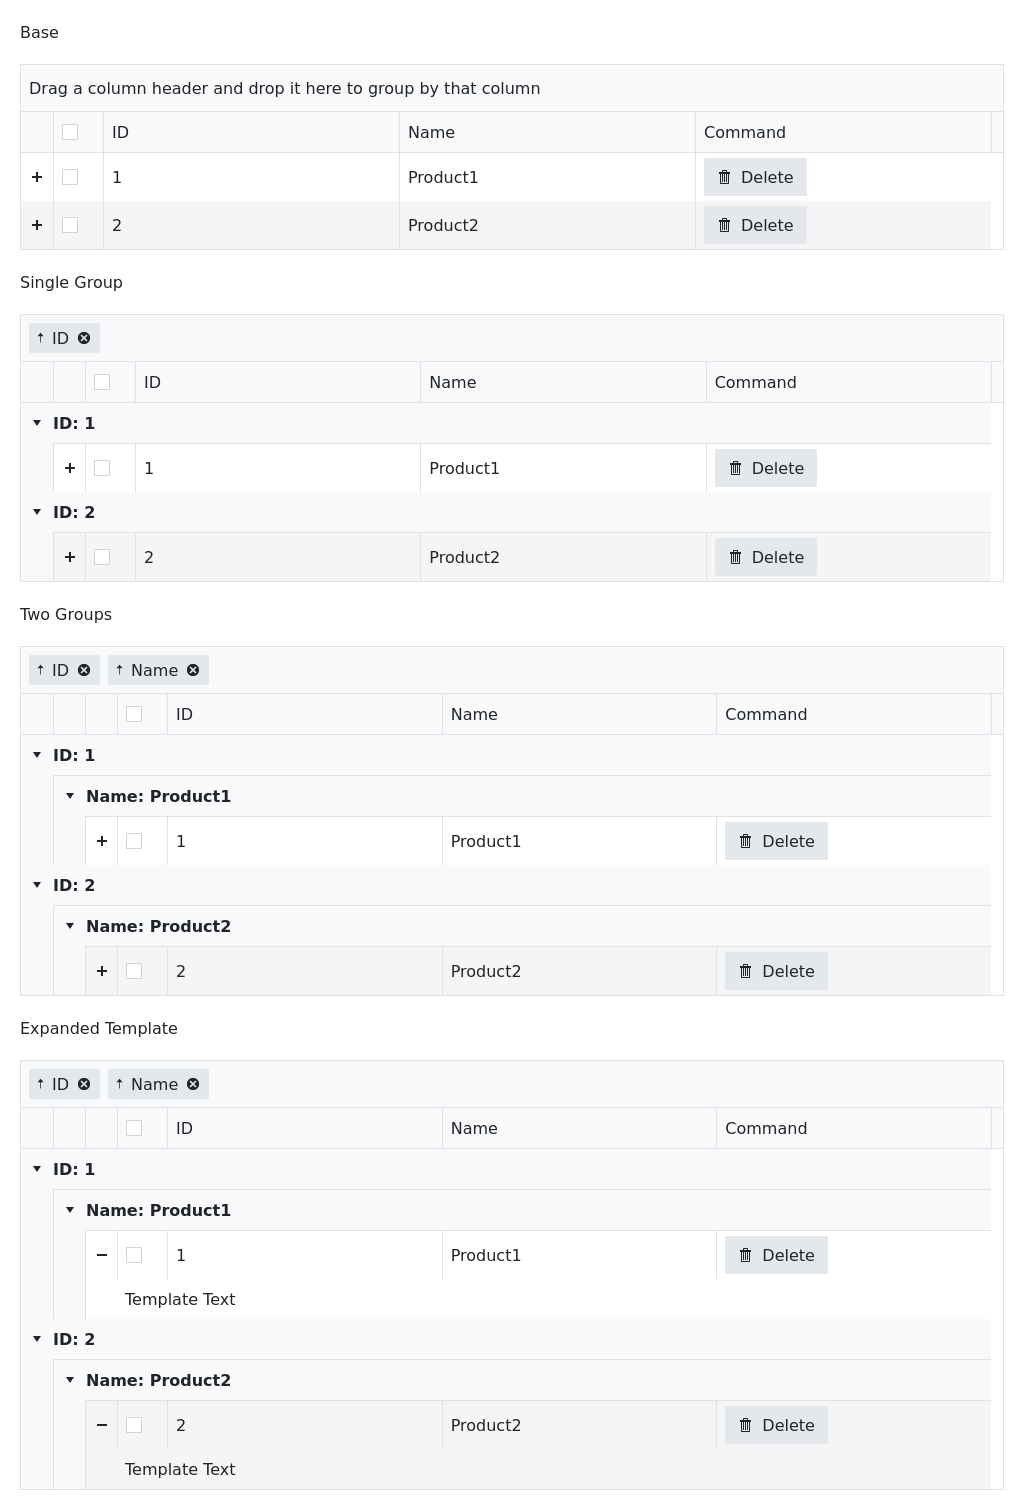 Base
Drag a column header and drop it here to group by that column
ID Name Command
1 Product1 Delete
2 Product2 Delete
Single Group
ID
ID Name Command
ID: 1
1 Product1 Delete
ID: 2
2 Product2 Delete
Two Groups
ID Name
ID Name Command
ID: 1
Name: Product1
1 Product1 Delete
ID: 2
Name: Product2
2 Product2 Delete
Expanded Template
ID Name
ID Name Command
ID: 1
Name: Product1
1 Product1 Delete
Template Text
ID: 2
Name: Product2
2 Product2 Delete
Template Text